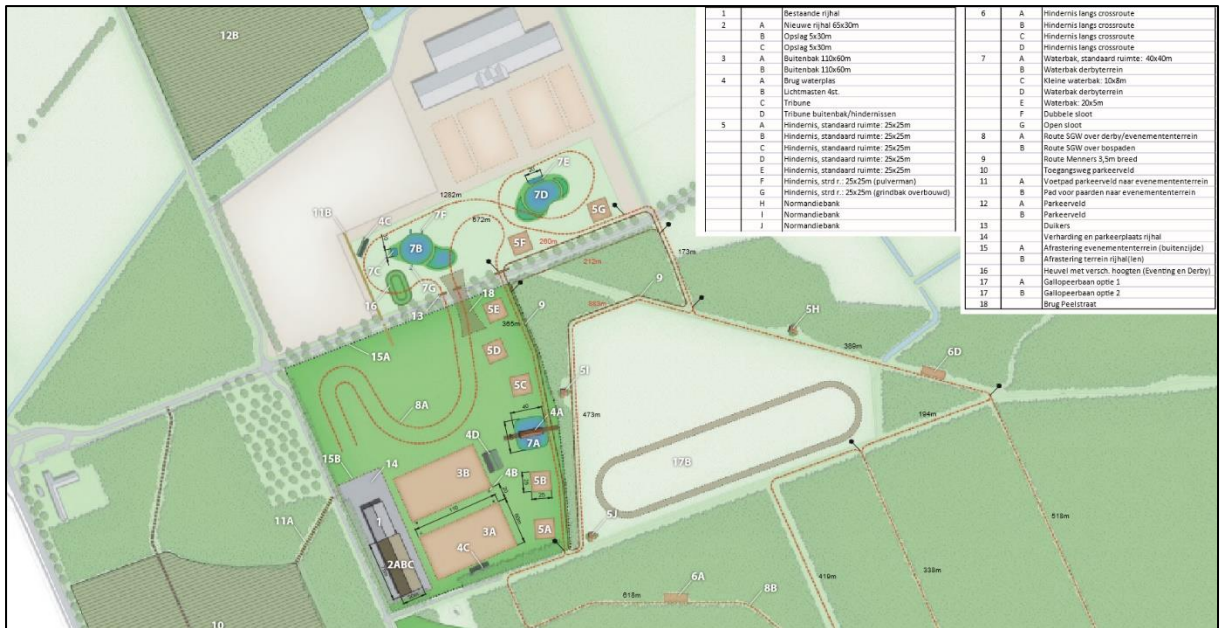 1 Bestaande rijhal
2 A Nieuwe rijhal 65x30m
B Opslag 5x30m
C Opslag 5x30m
3 A Buitenbak 110x60m
B Buitenbak 110x60m
4 A Brug waterplas
B Lichtmasten 4st.
C Tribune
D Tribune buitenbak/hindernissen
5 A Hindernis, standaard ruimte: 25x25m
B Hindernis, standaard ruimte: 25x25m
C Hindernis, standaard ruimte: 25x25m
D Hindernis, standaard ruimte: 25x25m
E Hindernis, standaard ruimte: 25x25m
F Hindernis, strd r.: 25x25m (pulverman)
G Hindernis, strd r.: 25x25m (grindbak overbouwd)
H Normandiebank
I Normandiebank
J Normandiebank
6 A Hindernis langs crossroute
B Hindernis langs crossroute
C Hindernis langs crossroute
D Hindernis langs crossroute
7 A Waterbak, standaard ruimte: 40x40m
B Waterbak derbyterrein
C Kleine waterbak: 10x8m
D Waterbak derbyterrein
E Waterbak: 20x5m
F Dubbele sloot
G Open sloot
8 A Route SGW over derby/evenemententerrein
B Route SGW over bospaden
9 Route Menners 3,5m breed
10 Toegangsweg parkeerveld
11 A Voetpad parkeerveld naar evenemententerrein
B Pad voor paarden naar evenemententerrein
12 A Parkeerveld
B Parkeerveld
13 Duikers
14 Verharding en parkeerplaats rijhal
15 A Afrastering evenemententerrein (buitenzijde)
B Afrastering terrein rijhal(len)
16 Heuvel met versch. hoogten (Eventing en Derby)
17 A Gallopeerbaan optie 1
17 B Gallopeerbaan optie 2
18 Brug Peelstraat
12B
7E
1282m
7D
11B
4C
7F
672m
5G
7B
5F
280m
173m
212m
7C
7G
9
16
13
18
9
883m
5E
385m
5H
15A
5D
389m
6D
5I
5C
8A
40
4A
473m
194m
7A
4D
15B
14
3B
4B
17B
5B
25
25
110
1
3A
5J
5A
11A
518m
2ABC
4C
338m
419m
6A
618m
8B
10